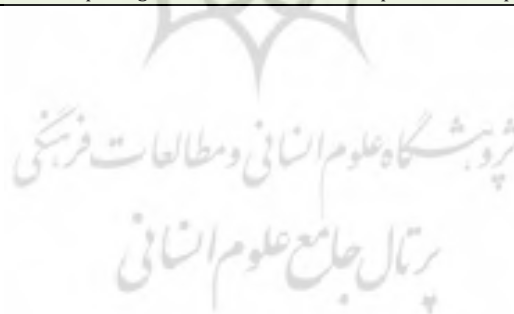 پژوهشگاه علوم انسانی و مطالعات فرهنگی
پرتال جامع علوم انسانی